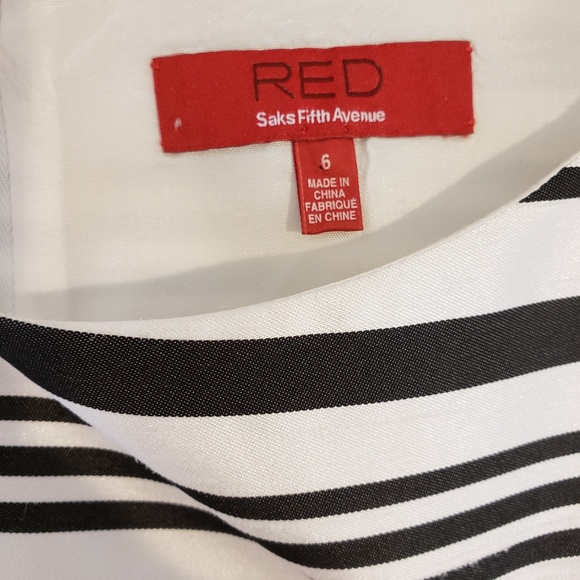 RED
Saks Fifth Avenue
6
MADE IN
CHINA
FABRIQUÉ
EN CHINE